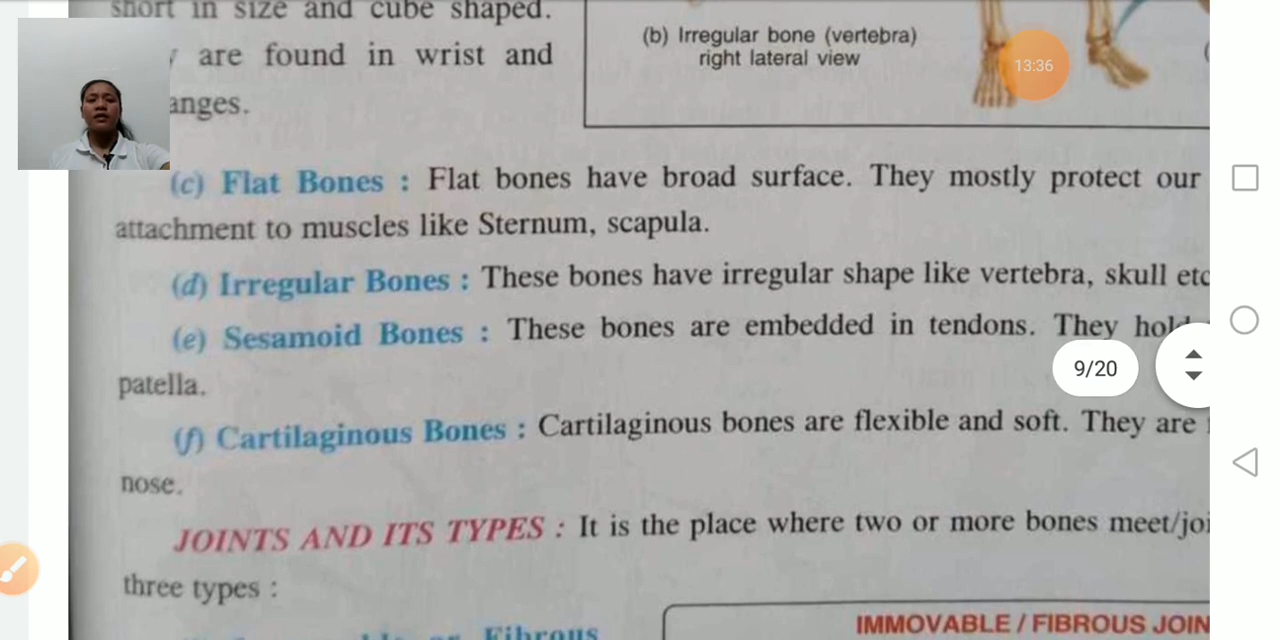 short in size and cube shaped.
are found in wrist and
anges.
(b) Irregular bone (vertebra)
right lateral view
13:36
(c) Flat Bones : Flat bones have broad surface. They mostly protect our
attachment to muscles like Sternum, scapula.
(d) Irregular Bones : These bones have irregular shape like vertebra, skull etc
(e) Sesamoid Bones : These bones are embedded in tendons. They hold
patella.
9/20
(f) Cartilaginous Bones : Cartilaginous bones are flexible and soft. They are
nose.
JOINTS AND ITS TYPES : It is the place where two or more bones meet/joi
three types :
Fibrous
IMMOVABLE / FIBROUS JOIN